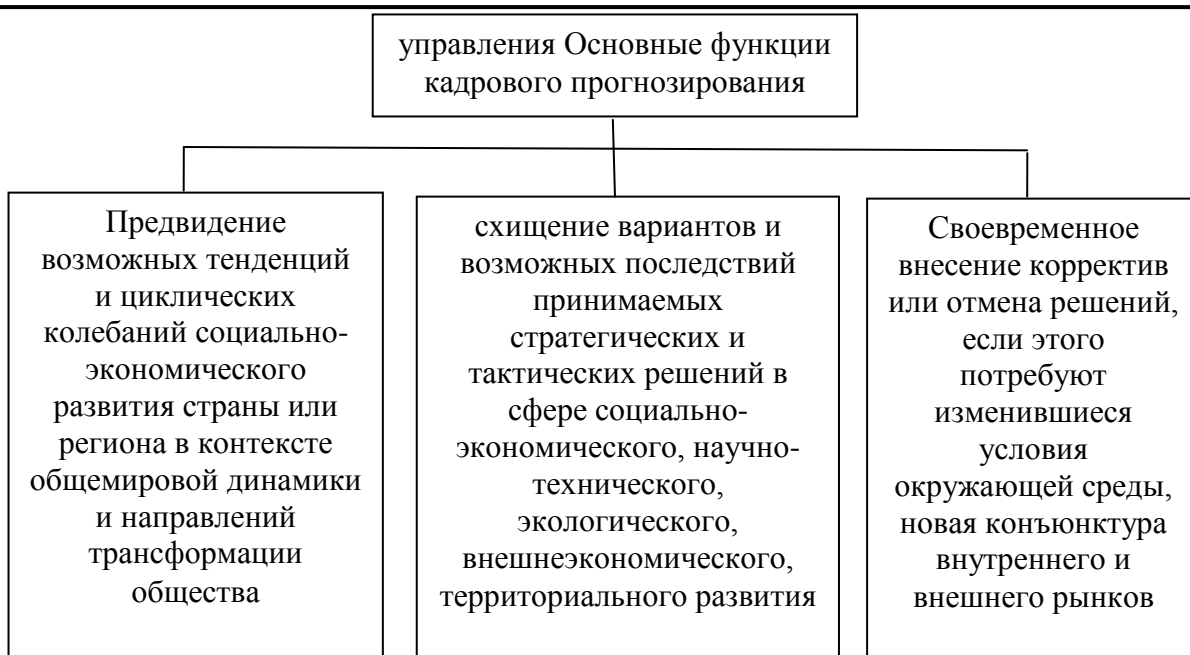 управления Основные функции
кадрового прогнозирования
Предвидение
возможных тенденций
и циклических
колебаний социально-
экономического
развития страны или
региона в контексте
общемировой динамики
и направлений
трансформации
общества
схищение вариантов и
возможных последствий
принимаемых
стратегических и
тактических решений в
сфере социально-
экономического, научно-
технического,
экологического,
внешнеэкономического,
территориального развития
Своевременное
внесение корректив
или отмена решений,
если этого
потребуют
изменившиеся
условия
окружающей среды,
новая конъюнктура
внутреннего и
внешнего рынков